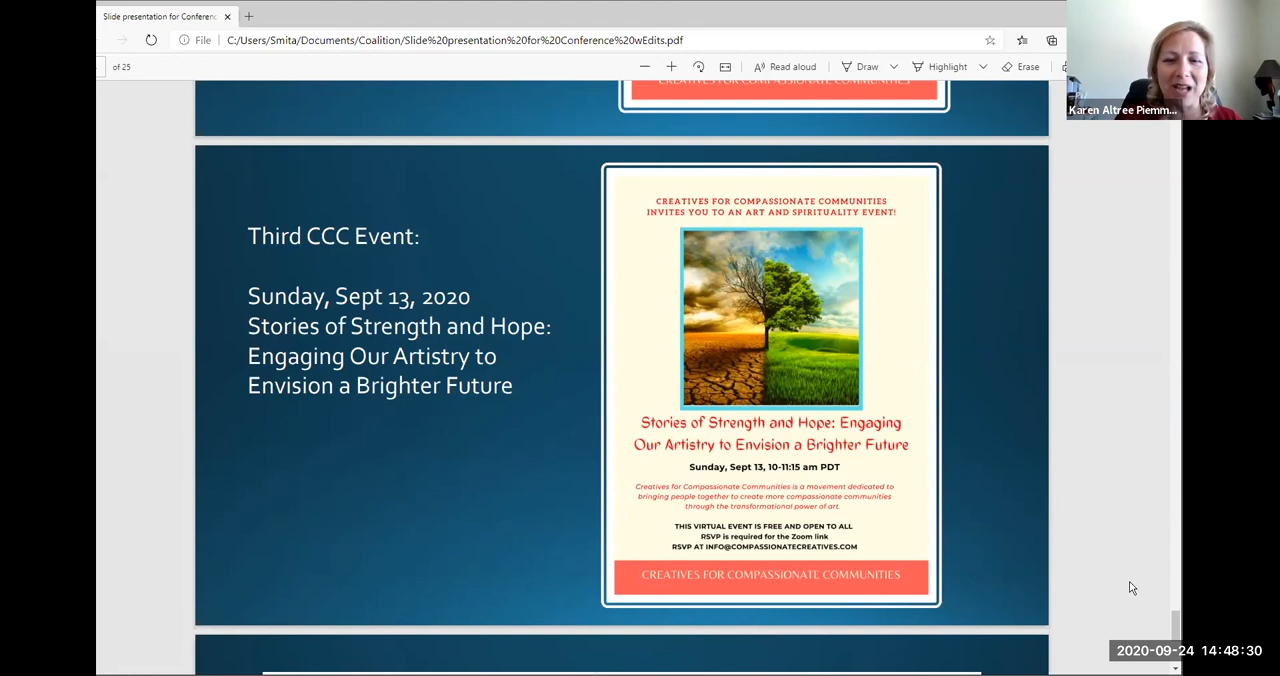 Slide presentation for Conferenc
File
C:/Users/Smita/Documents/Coalition/Slide%20presentation%20for%20Conference%20wEdits.pdf
of 25
Read aloud
Draw
Highlight
Erase
Karen Altree Piemm...
CREATIVES FOR COMPASSIONATE COMMUNITIES
Third CCC Event:
Sunday, Sept 13, 2020
Stories of Strength and Hope:
Engaging Our Artistry to
Envision a Brighter Future
CREATIVES FOR COMPASSIONATE COMMUNITIES
INVITES YOU TO AN ART AND SPIRITUALITY EVENT!
Stories of Strength and Hope: Engaging
Our Artistry to Envision a Brighter Future
Sunday, Sept 13, 10-11:15 am PDT
Creatives for Compassionate Communities is a movement dedicated to
bringing people together to create more compassionate communities
through the transformational power of art.
THIS VIRTUAL EVENT IS FREE AND OPEN TO ALL
RSVP is required for the Zoom link
RSVP AT INFO@COMPASSIONATECREATIVES.COM
CREATIVES FOR COMPASSIONATE COMMUNITIES
2020-09-24 14:48:30